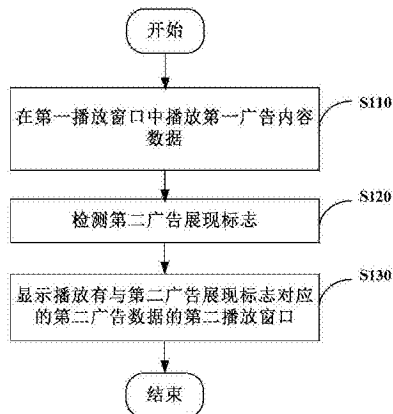 开始
在第一播放窗口中播放第一广告内容
数据
S110
检测第二广告展现标志
S120
显示播放有与第二广告展现标志对应
的第二广告数据的第二播放窗口
S130
结束